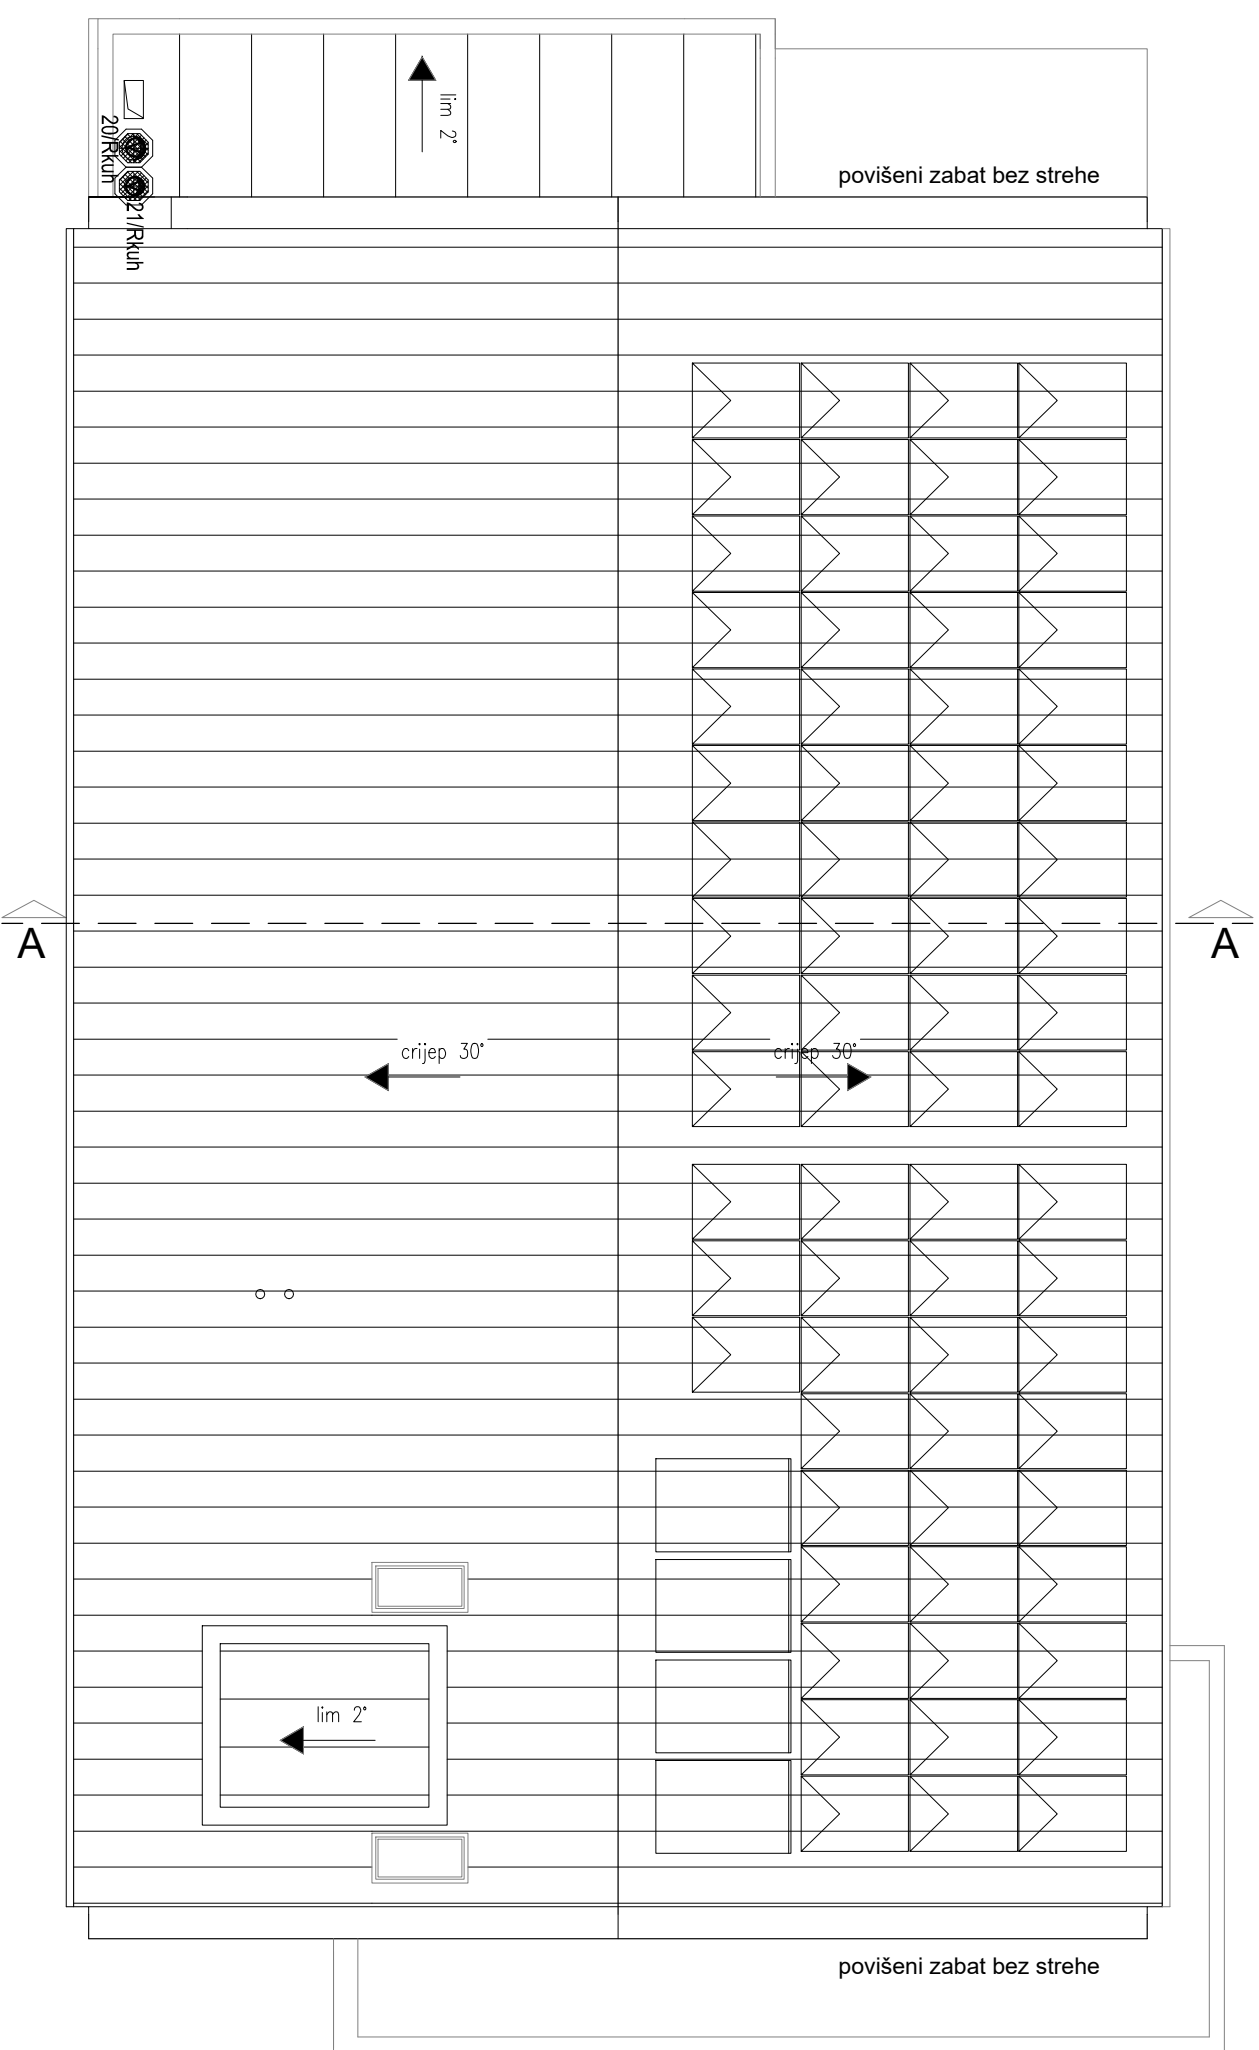 lim 2°
20/Rkuh
21/Rkuh
povišeni zabat bez strehe
A
A
crijep 30°
crijep 30°
lim 2°
povišeni zabat bez strehe